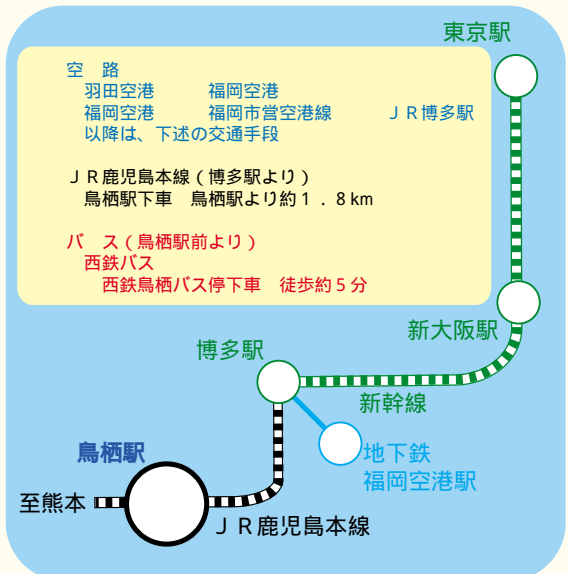 東京駅
空　路
羽田空港　　　福岡空港
福岡空港　　　福岡市営空港線　　　ＪＲ博多駅
以降は、下述の交通手段
ＪＲ鹿児島本線（博多駅より）
鳥栖駅下車　鳥栖駅より約１．８km
バ　ス（鳥栖駅前より）
西鉄バス
西鉄鳥栖バス停下車　徒歩約５分
新大阪駅
博多駅
新幹線
地下鉄
福岡空港駅
鳥栖駅
至熊本
ＪＲ鹿児島本線